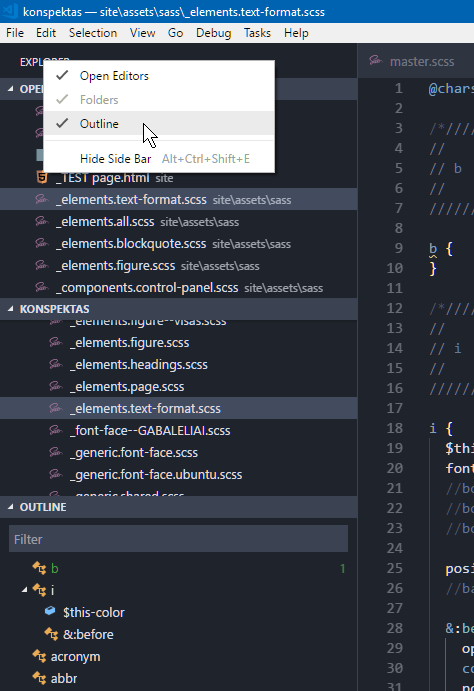 konspektas — site\assets\sass\_elements.text-format.scss
File Edit Selection View Go Debug Tasks Help
EXPLORER
Open Editors
Folders
Outline
Hide Side Bar Alt+Ctrl+Shift+E
_TEST page.html site
_elements.text-format.scss site\assets\sass
_elements.all.scss site\assets\sass
_elements.blockquote.scss site\assets\sass
_elements.figure.scss site\assets\sass
_components.control-panel.scss site\assets\sass
KONSPEKTAS
_elements.figure--visas.scss
_elements.figure.scss
_elements.headings.scss
_elements.page.scss
_elements.text-format.scss
_font-face--GABALELIAI.scss
_generic.font-face.scss
_generic.font-face.ubuntu.scss
_generic.shared.scss
OUTLINE
Filter
b 1
i
$this-color
&:before
acronym
abbr
master.scss
1 @chars
2
3 /*////
4 //
5 // b
6 //
7 //////
8
9 b {
10 }
11
12 /*////
13 //
14 // i
15 //
16 //////
17
18 i {
19 $thi
20 font
21 //bo
22 //bo
23 //bo
24
25 posi
26 //ba
27
28 &:be
29 op
30 co
31 no